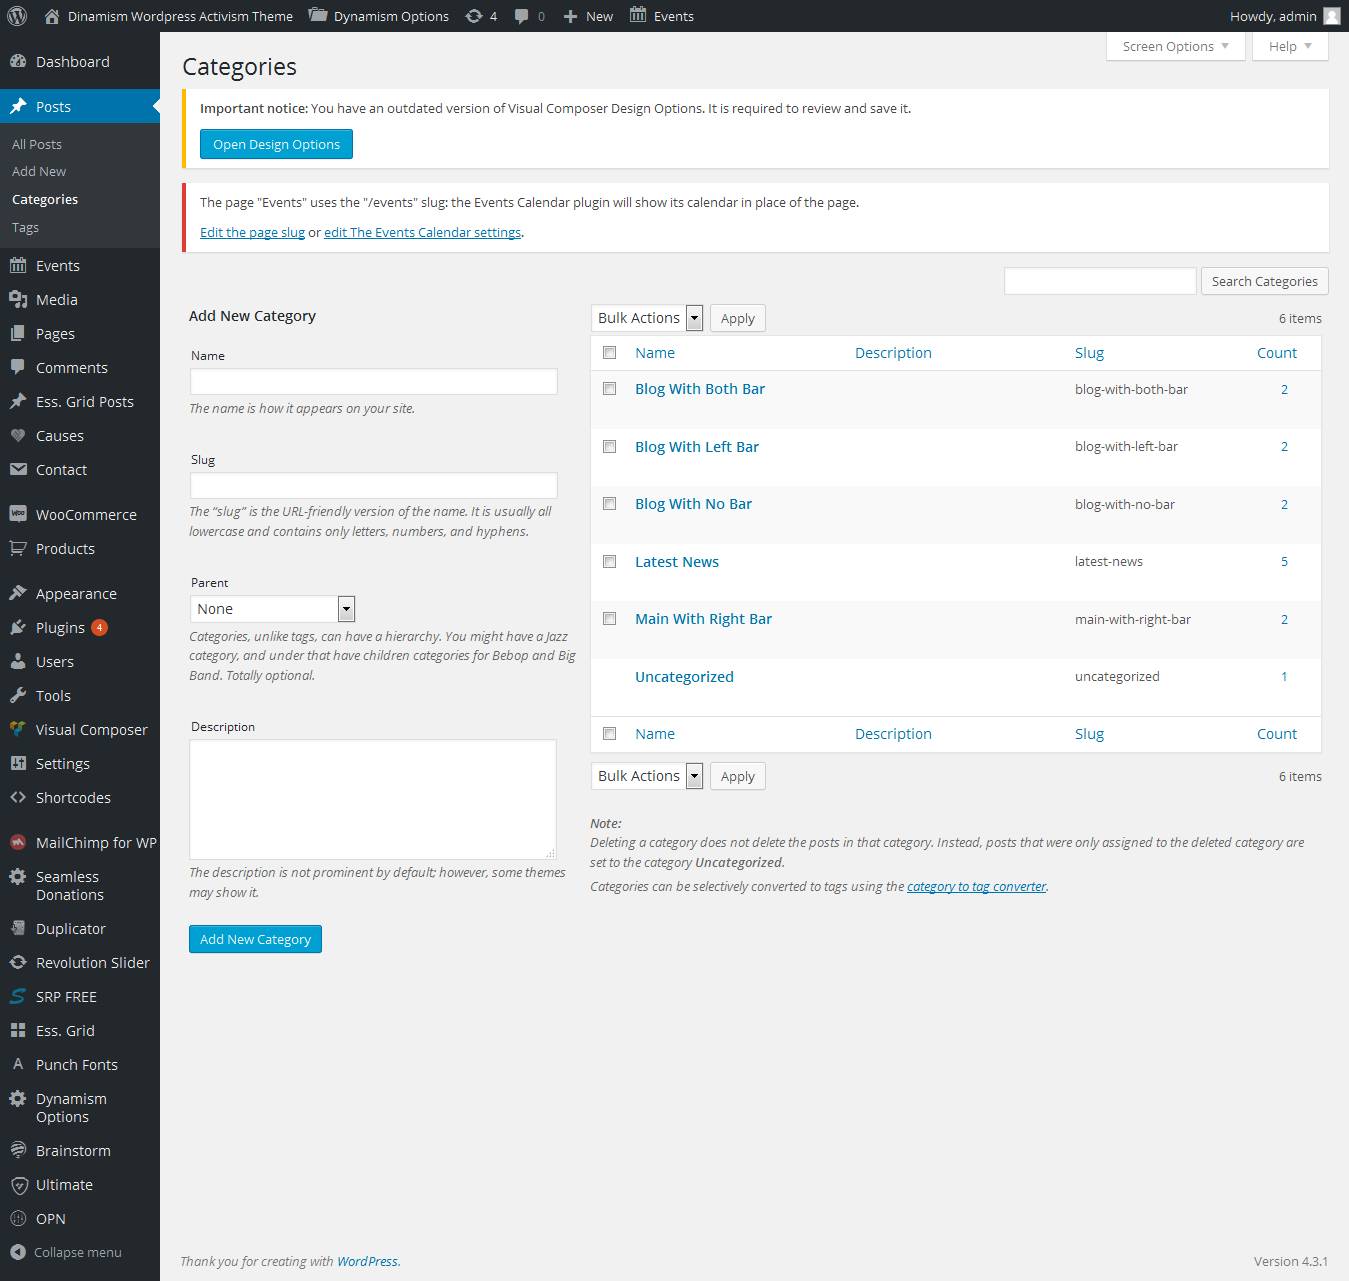 Dinamism Wordpress Activism Theme Dynamism Options 4 0 New Events Howdy, admin
Dashboard
Posts
All Posts
Add New
Categories
Tags
Events
Media
Pages
Comments
Ess. Grid Posts
Causes
Contact
WooCommerce
Products
Appearance
Plugins 4
Users
Tools
Visual Composer
Settings
Shortcodes
MailChimp for WP
Seamless
Donations
Duplicator
Revolution Slider
SRP FREE
Ess. Grid
Punch Fonts
Dynamism
Options
Brainstorm
Ultimate
OPN
Collapse menu
Screen Options Help
Categories
Important notice: You have an outdated version of Visual Composer Design Options. It is required to review and save it.
Open Design Options
The page "Events" uses the "/events" slug: the Events Calendar plugin will show its calendar in place of the page.
Edit the page slug or edit The Events Calendar settings.
Search Categories
Add New Category
Name
The name is how it appears on your site.
Slug
The “slug” is the URL-friendly version of the name. It is usually all
lowercase and contains only letters, numbers, and hyphens.
Parent
None
Categories, unlike tags, can have a hierarchy. You might have a Jazz
category, and under that have children categories for Bebop and Big
Band. Totally optional.
Description
The description is not prominent by default; however, some themes
may show it.
Add New Category
Bulk Actions Apply 6 items
Name Description Slug Count
Blog With Both Bar blog-with-both-bar 2
Blog With Left Bar blog-with-left-bar 2
Blog With No Bar blog-with-no-bar 2
Latest News latest-news 5
Main With Right Bar main-with-right-bar 2
Uncategorized uncategorized 1
Name Description Slug Count
Bulk Actions Apply 6 items
Note:
Deleting a category does not delete the posts in that category. Instead, posts that were only assigned to the deleted category are
set to the category Uncategorized.
Categories can be selectively converted to tags using the category to tag converter.
Thank you for creating with WordPress. Version 4.3.1